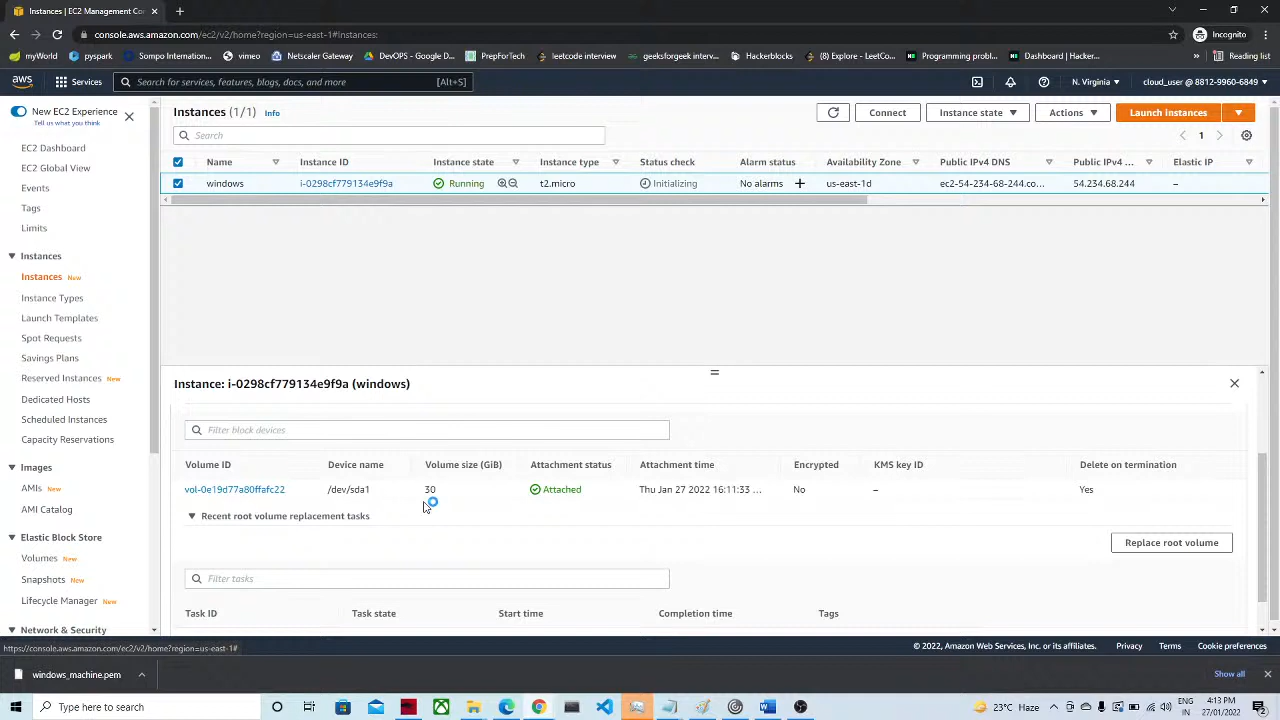 Instances | EC2 Management Co
console.aws.amazon.com/ec2/v2/home?region=us-east-1#Instances:
Incognito
myWorld
pyspark
Sompo Internatio...
vimeo
Netscaler Gateway
DevOPS - Google D...
PrepForTech
leetcode interview
geeksforgeek interv...
(8) Explore - LeetCo...
Programming probl...
Dashboard | Hacker...
»
Reading list
aws
Services
Search for services, features, blogs, docs, and more
[Alt+S]
N. Virginia
cloud_user @ 8812-9960-6849
New EC2 Experience
Tell us what you think
EC2 Dashboard
EC2 Global View
Events
Tags
Limits
Instances
Instances New
Instance Types
Launch Templates
Spot Requests
Savings Plans
Reserved Instances New
Dedicated Hosts
Scheduled Instances
Capacity Reservations
Images
AMIs New
AMI Catalog
Elastic Block Store
Volumes New
Snapshots New
Lifecycle Manager New
Network & Security
Instances (1/1) Info
Connect
Instance state
Actions
Launch instances
Search
1
Name Instance ID Instance state Instance type Status check Alarm status Availability Zone Public IPv4 DNS Public IPv4 ... Elastic IP
windows i-0298cf779134e9f9a Running t2.micro Initializing No alarms + us-east-1d ec2-54-234-68-244.co... 54.234.68.244 –
Instance: i-0298cf779134e9f9a (windows)
Filter block devices
Volume ID Device name Volume size (GiB) Attachment status Attachment time Encrypted KMS key ID Delete on termination
vol-0e19d77a80ffafc22 /dev/sda1 30 Attached Thu Jan 27 2022 16:11:33 ... No – Yes
Recent root volume replacement tasks
Replace root volume
Filter tasks
Task ID Task state Start time Completion time Tags
https://console.aws.amazon.com/ec2/v2/home?region=us-east-1#
© 2022, Amazon Web Services, Inc. or its affiliates.
Privacy
Terms
Cookie preferences
windows_machine.pem
Show all
Type here to search
23°C Haze
ENG
IN
4:13 PM
27/01/2022